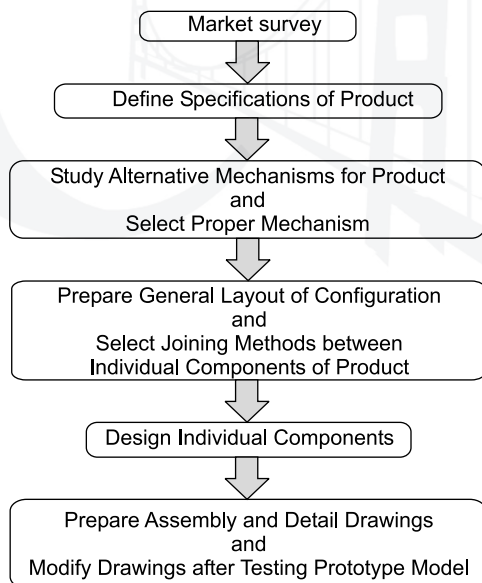 Market survey
Define Specifications of Product
Study Alternative Mechanisms for Product
and
Select Proper Mechanism
Prepare General Layout of Configuration
and
Select Joining Methods between
Individual Components of Product
Design Individual Components
Prepare Assembly and Detail Drawings
and
Modify Drawings after Testing Prototype Model